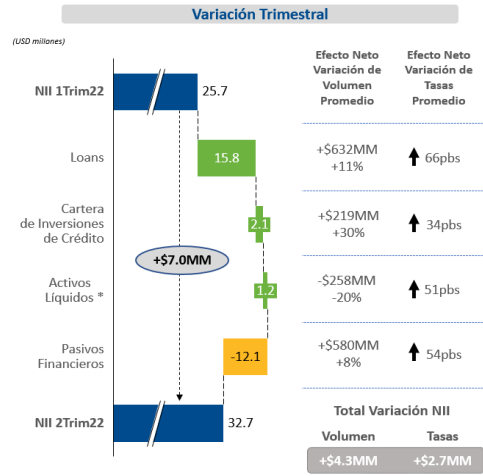 Variación Trimestral
(USD millones)
Efecto Neto
Variación de
Volumen
Promedio
Efecto Neto
Variación de
Tasas
Promedio
NII 1Trim22
25.7
Loans
15.8
+$632MM
+11%
66pbs
Cartera
de Inversiones
de Crédito
2.1
+$219MM
+30%
34pbs
+$7.0MM
Activos
Líquidos *
1.2
-$258MM
-20%
51pbs
Pasivos
Financieros
-12.1
+$580MM
+8%
54pbs
NII 2Trim22
32.7
Total Variación NII
Volumen
Tasas
+$4.3MM
+$2.7MM